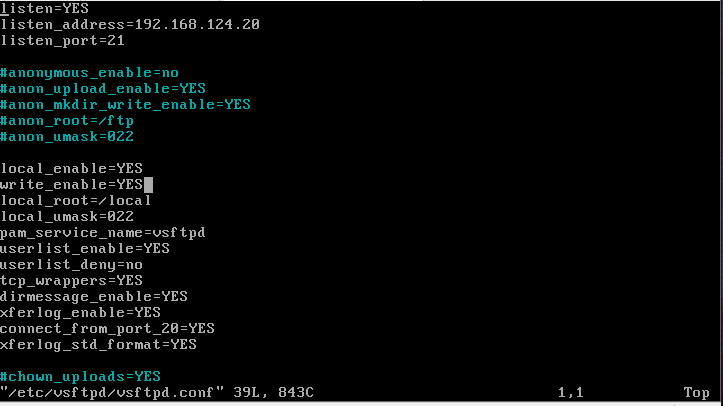 listen=YES
listen_address=192.168.124.20
listen_port=21
#anonymous_enable=no
#anon_upload_enable=YES
#anon_mkdir_write_enable=YES
#anon_root=/ftp
#anon_umask=022
local_enable=YES
write_enable=YES
local_root=/local
local_umask=022
pam_service_name=vsftpd
userlist_enable=YES
userlist_deny=no
tcp_wrappers=YES
dirmessage_enable=YES
xferlog_enable=YES
connect_from_port_20=YES
xferlog_std_format=YES
#chown_uploads=YES
"/etc/vsftpd/vsftpd.conf" 39L, 843C 1,1 Top